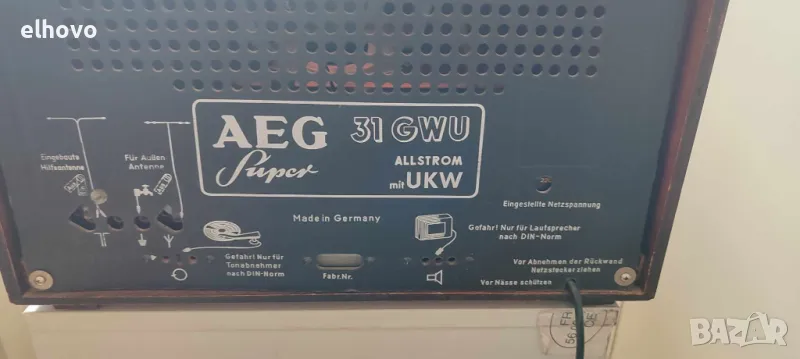 elhovo
AEG
Super
31 GWU
ALLSTROM
mit UKW
Eingebaute
Hilfsantenne
Für Außen
Antenne
Eingestellte Netzspannung
Made in Germany
Gefahr! Nur für
Tonabnehmer
nach DIN-Norm
Fabr.Nr.
Gefahr! Nur für Lautsprecher
nach DIN-Norm
Vor Abnehmen der Rückwand
Netzstecker ziehen
Vor Nässe schützen
BAZAR